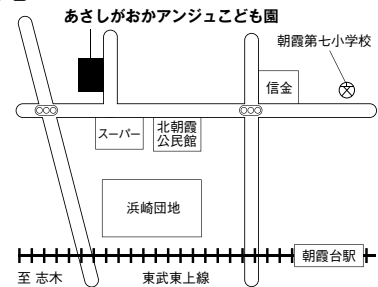 あさしがおかアンジュこども園
朝霞第七小学校
信金
スーパー
北朝霞
公民館
浜崎団地
朝霞台駅
至 志木
東武東上線